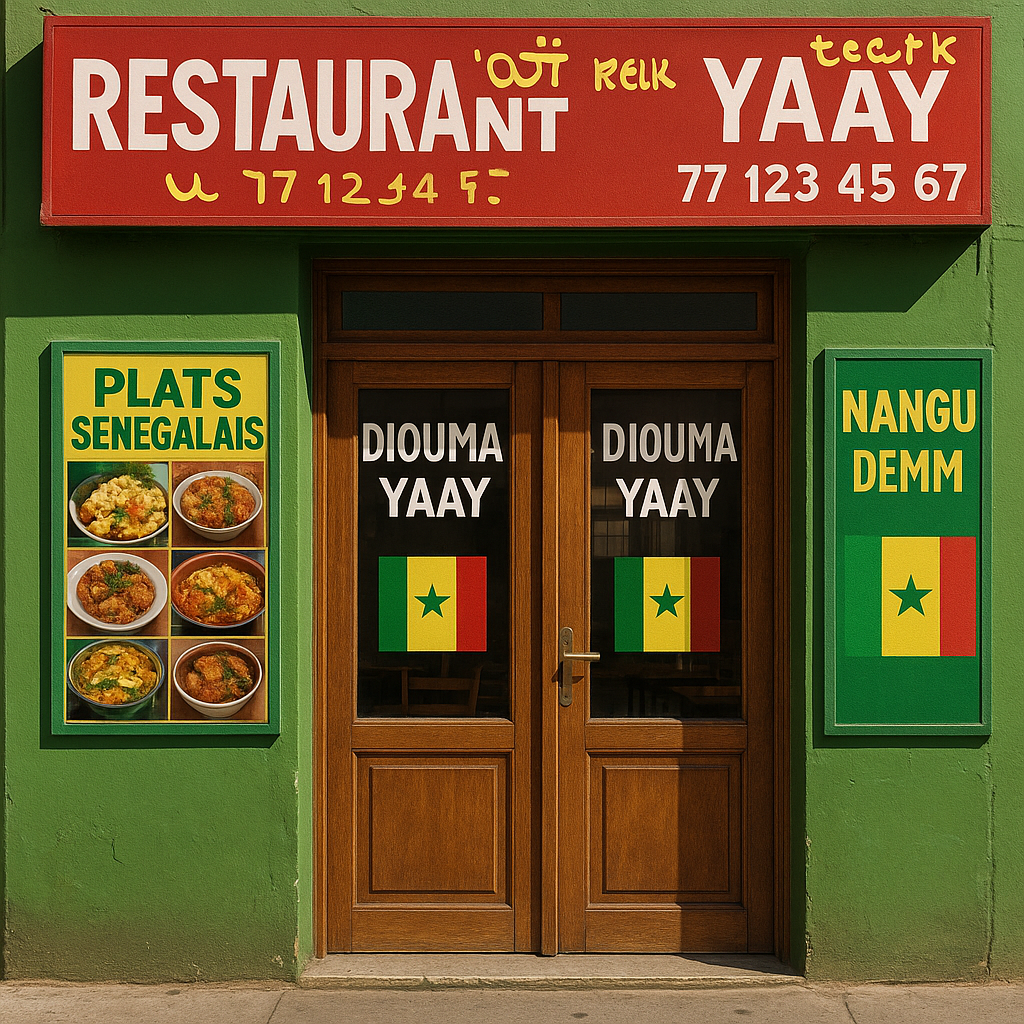 RESTAURANT YAAY
77 123 45 67
PLATS
SENEGALAIS
DIOUMA
YAAY
DIOUMA
YAAY
NANGU
DEMM